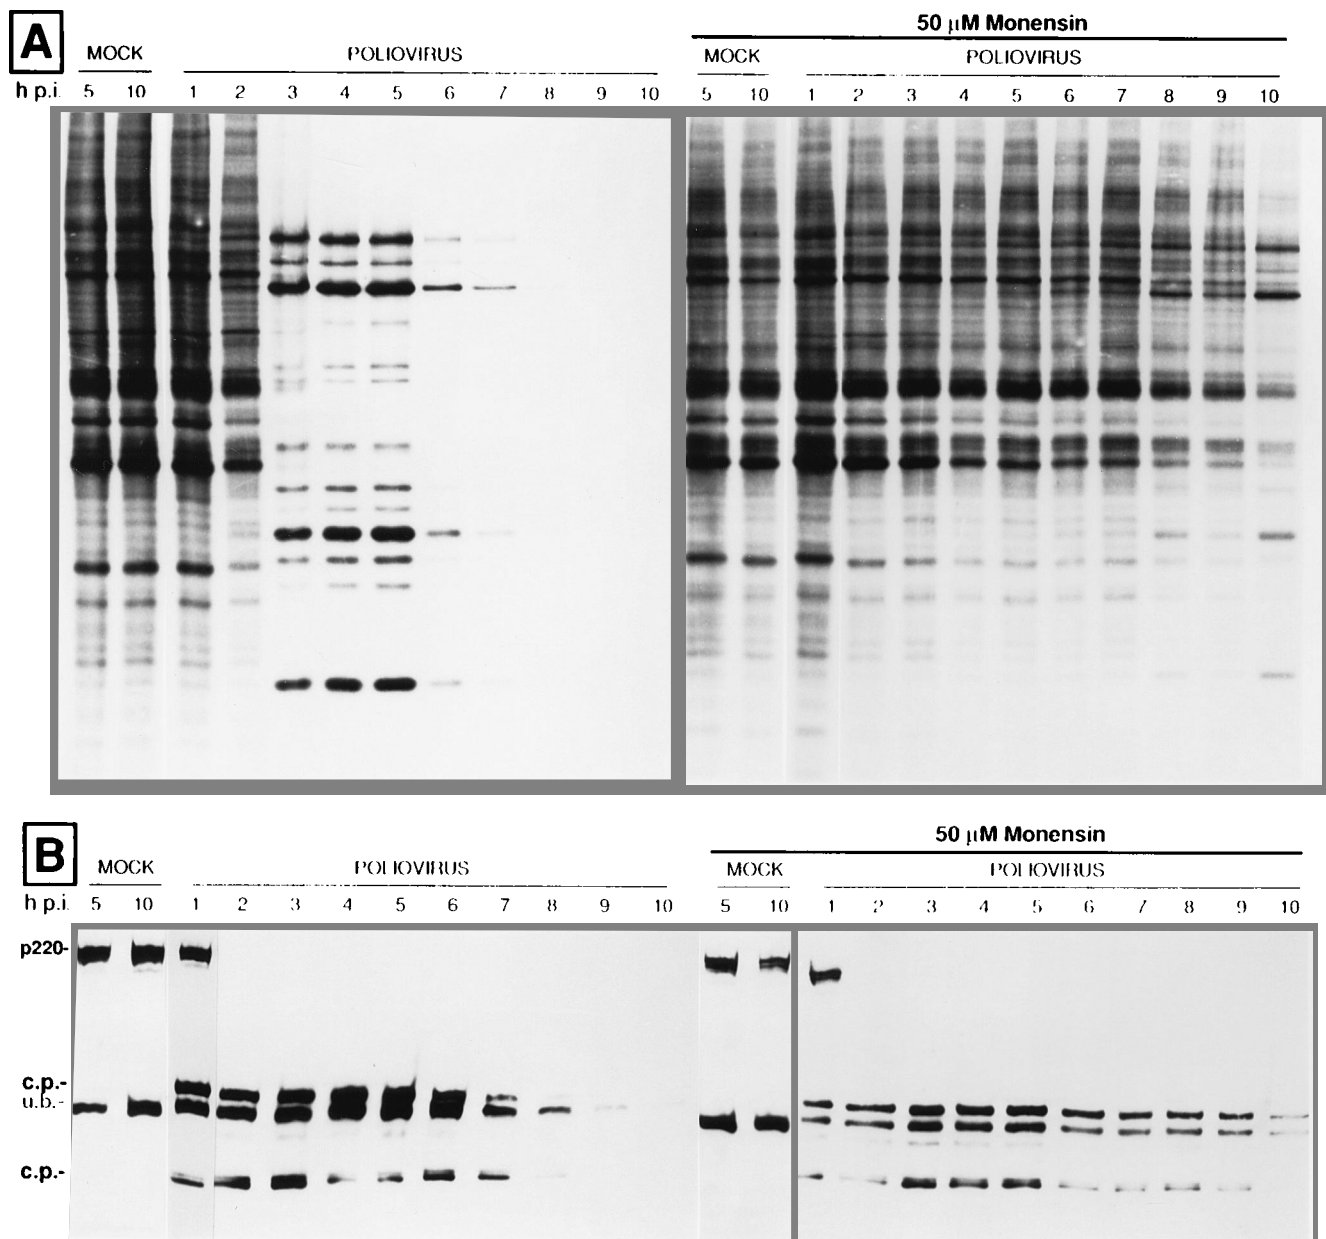 A
50 µM Monensin
MOCK POLIOVIRUS MOCK POLIOVIRUS
h p.i. 5 10 1 2 3 4 5 6 7 8 9 10 5 10 1 2 3 4 5 6 7 8 9 10
B
50 µM Monensin
MOCK POLIOVIRUS MOCK POLIOVIRUS
h p.i. 5 10 1 2 3 4 5 6 7 8 9 10 5 10 1 2 3 4 5 6 7 8 9 10
p220-
c.p.-
u.b.-
c.p.-